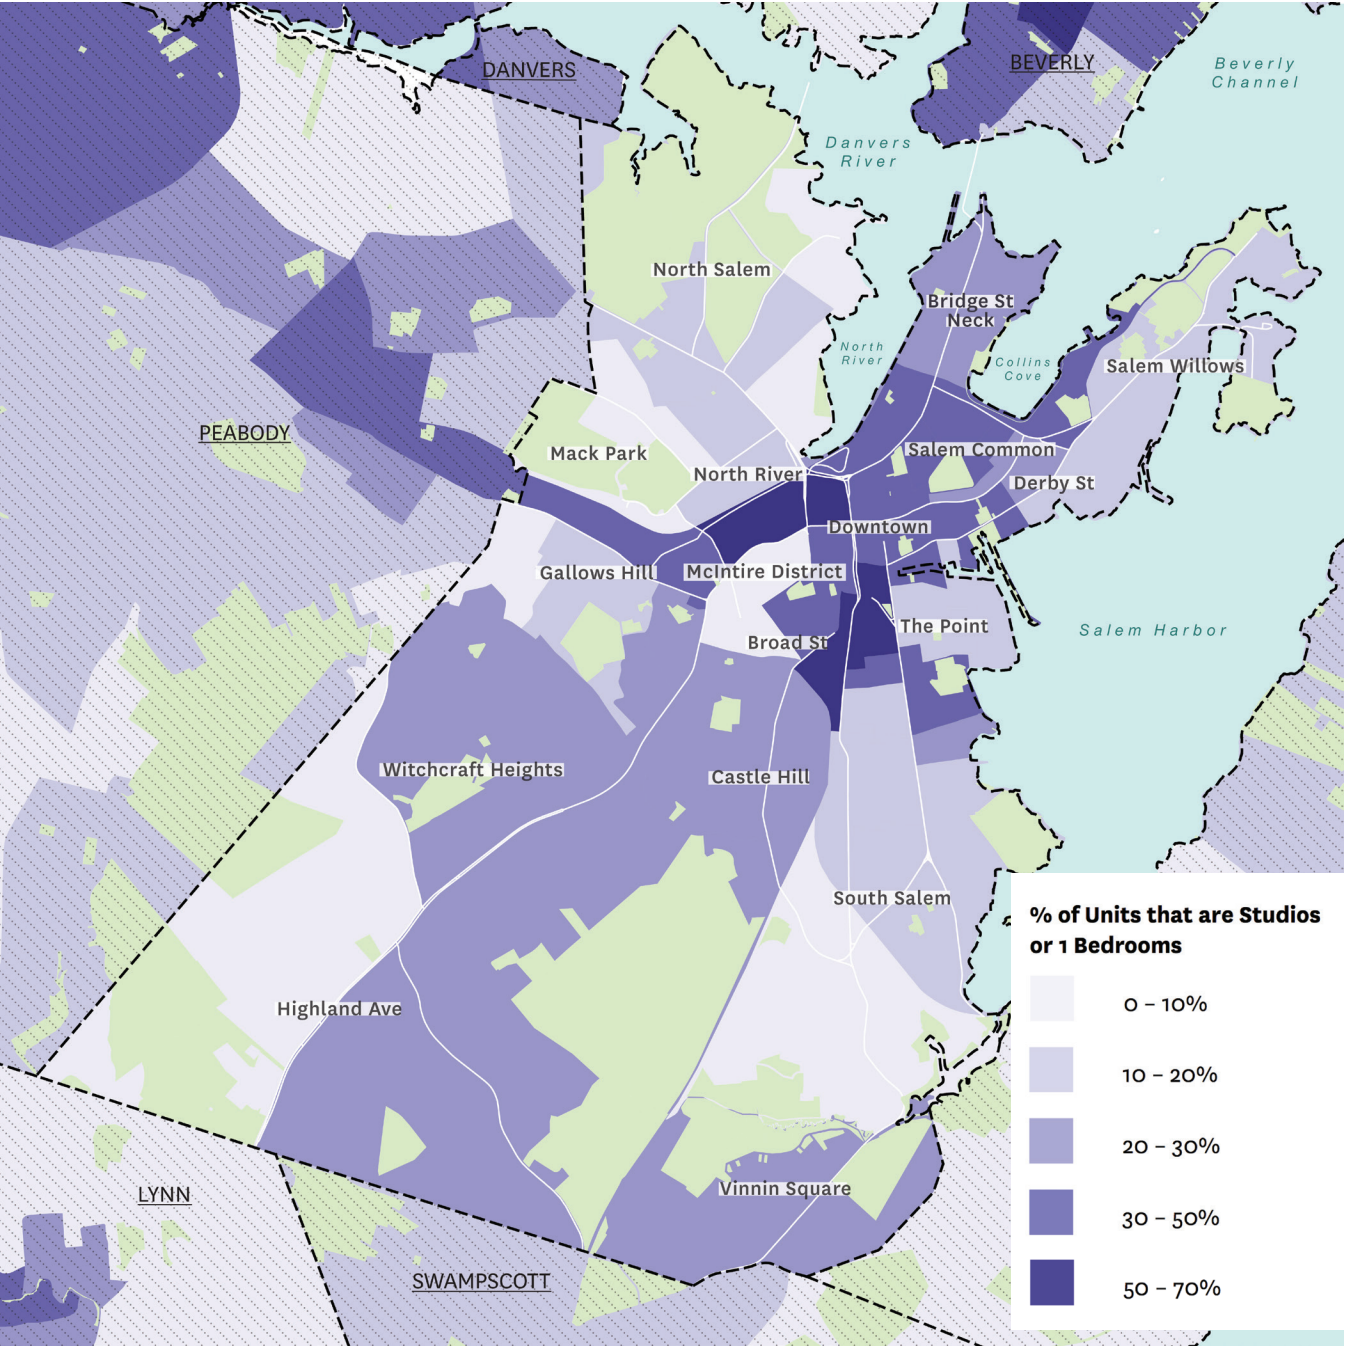 DANVERS
BEVERLY
Beverly
Channel
Danvers
River
North Salem
Bridge St
Neck
North
River
Collins
Cove
Salem Willows
PEABODY
Mack Park
North River
Salem Common
Derby St
Downtown
Gallows Hill
McIntire District
The Point
Broad St
Salem Harbor
Witchcraft Heights
Castle Hill
South Salem
Highland Ave
Vinnin Square
LYNN
SWAMPSCOTT
% of Units that are Studios
or 1 Bedrooms
0 – 10%
10 – 20%
20 – 30%
30 – 50%
50 – 70%